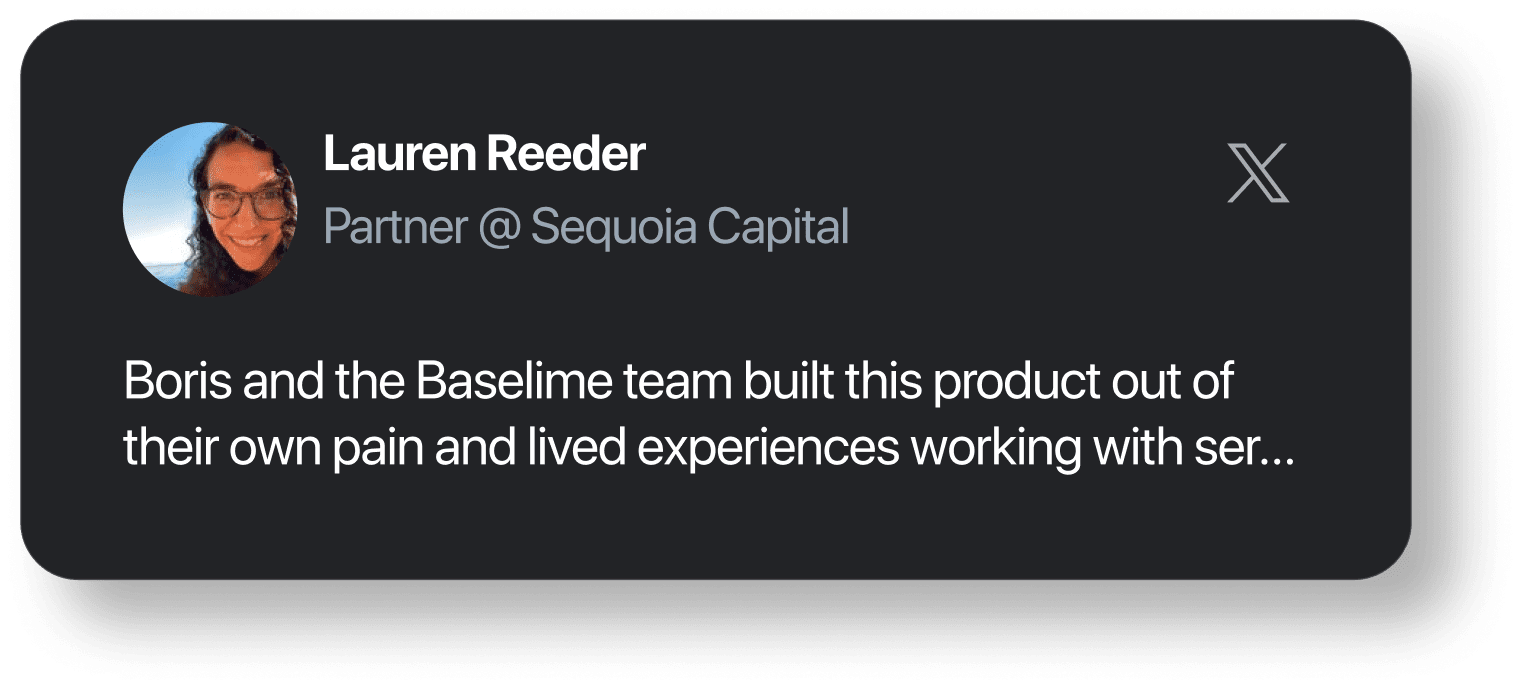 Lauren Reeder
Partner @ Sequoia Capital
Boris and the Baselime team built this product out of
their own pain and lived experiences working with ser...